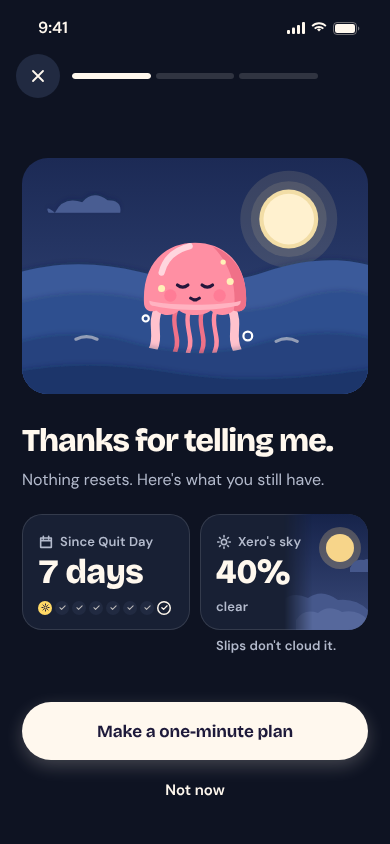 9:41
Thanks for telling me.
Nothing resets. Here's what you still have.
Since Quit Day
7 days
Xero's sky
40%
clear
Slips don't cloud it.
Make a one-minute plan
Not now